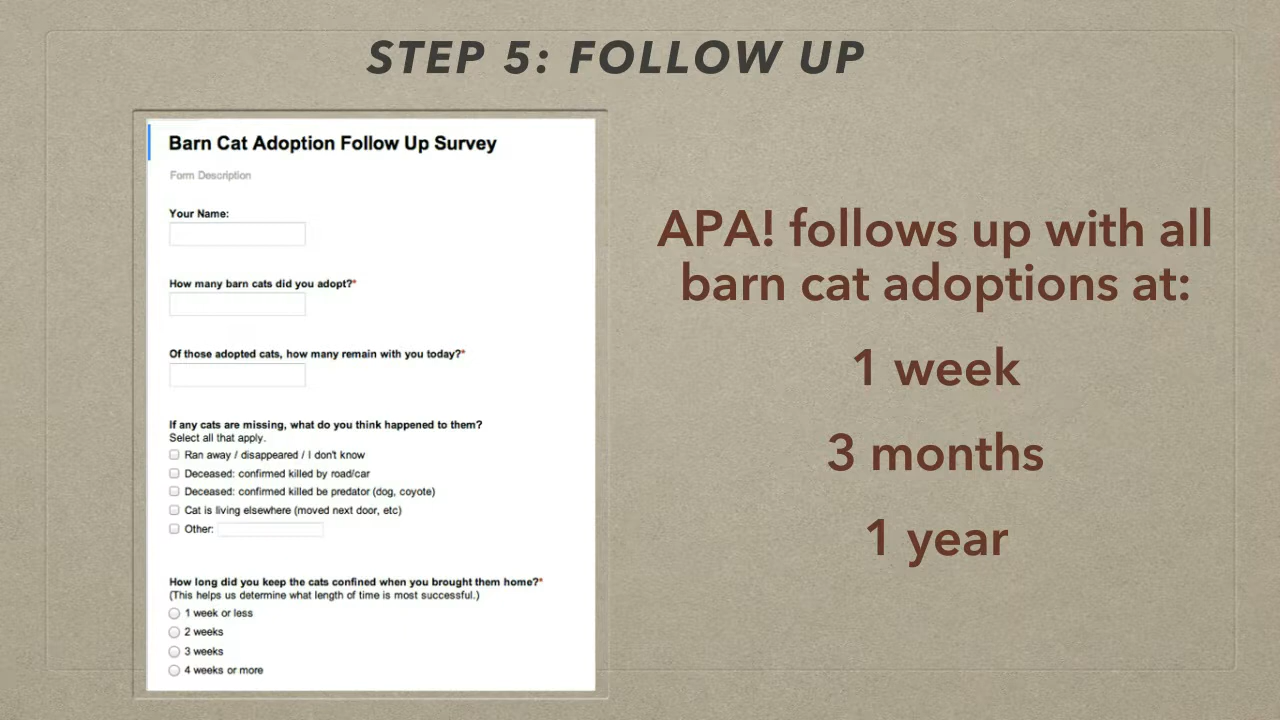 STEP 5: FOLLOW UP
Barn Cat Adoption Follow Up Survey
Form Description
Your Name:
How many barn cats did you adopt?*
Of those adopted cats, how many remain with you today?*
If any cats are missing, what do you think happened to them?
Select all that apply.
Ran away / disappeared / I don't know
Deceased: confirmed killed by road/car
Deceased: confirmed killed be predator (dog, coyote)
Cat is living elsewhere (moved next door, etc)
Other:
How long did you keep the cats confined when you brought them home?*
(This helps us determine what length of time is most successful.)
1 week or less
2 weeks
3 weeks
4 weeks or more
APA! follows up with all
barn cat adoptions at:
1 week
3 months
1 year